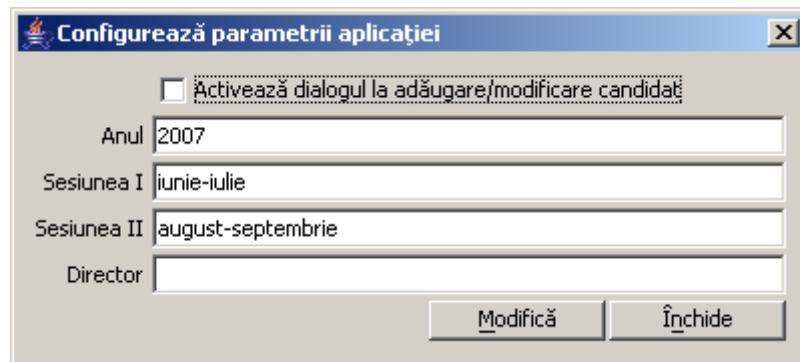 Configurează parametrii aplicaţiei
Activează dialogul la adăugare/modificare candidat
Anul 2007
Sesiunea I iunie-iulie
Sesiunea II august-septembrie
Director
Modifică Închide